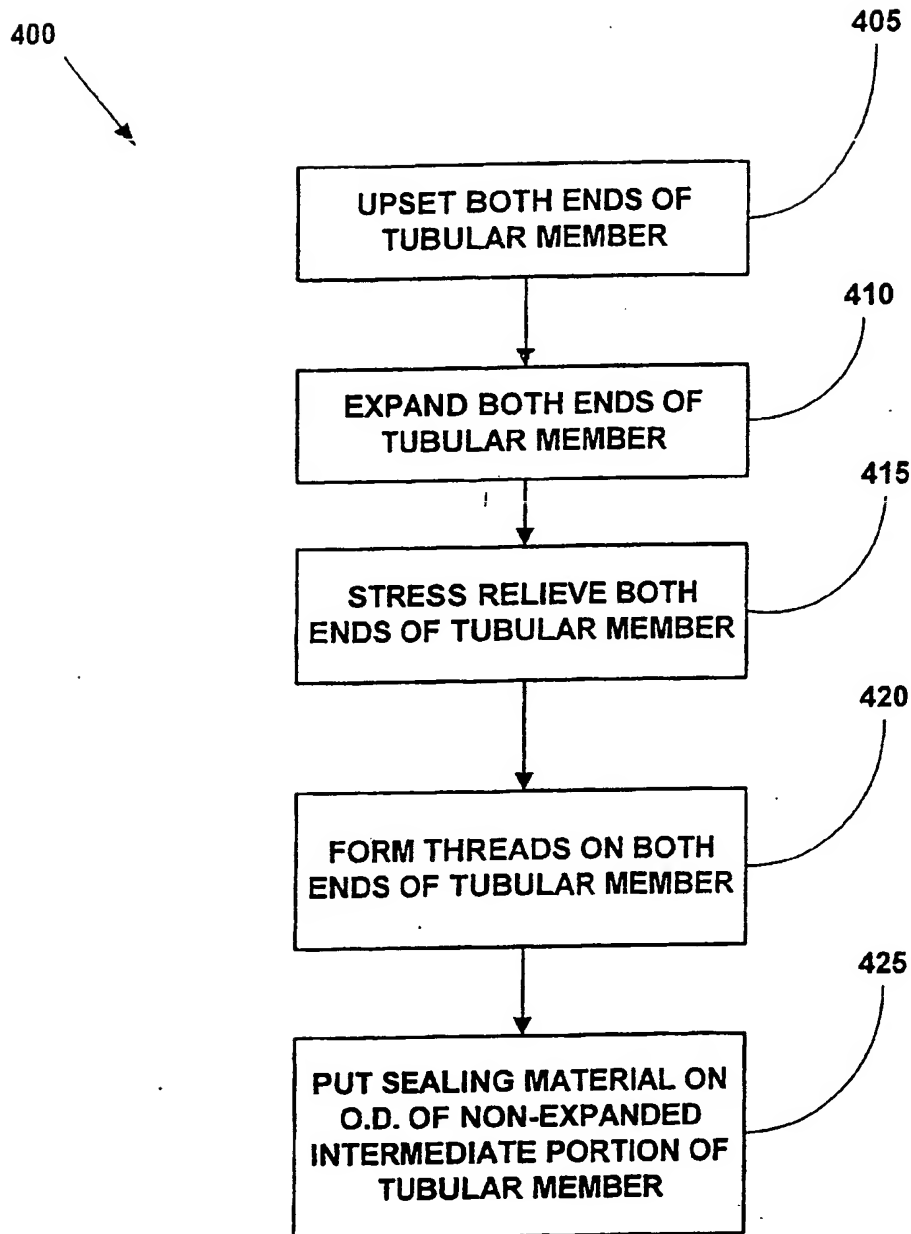 400
405
UPSET BOTH ENDS OF
TUBULAR MEMBER
410
EXPAND BOTH ENDS OF
TUBULAR MEMBER
415
STRESS RELIEVE BOTH
ENDS OF TUBULAR MEMBER
420
FORM THREADS ON BOTH
ENDS OF TUBULAR MEMBER
425
PUT SEALING MATERIAL ON
O.D. OF NON-EXPANDED
INTERMEDIATE PORTION OF
TUBULAR MEMBER